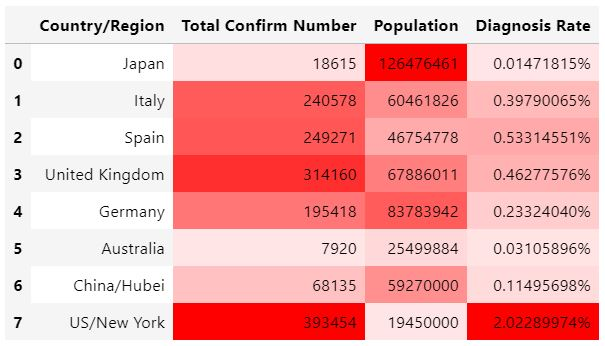 Country/Region Total Confirm Number Population Diagnosis Rate
0 Japan 18615 126476461 0.01471815%
1 Italy 240578 60461826 0.39790065%
2 Spain 249271 46754778 0.53314551%
3 United Kingdom 314160 67886011 0.46277576%
4 Germany 195418 83783942 0.23324040%
5 Australia 7920 25499884 0.03105896%
6 China/Hubei 68135 59270000 0.11495698%
7 US/New York 393454 19450000 2.02289974%